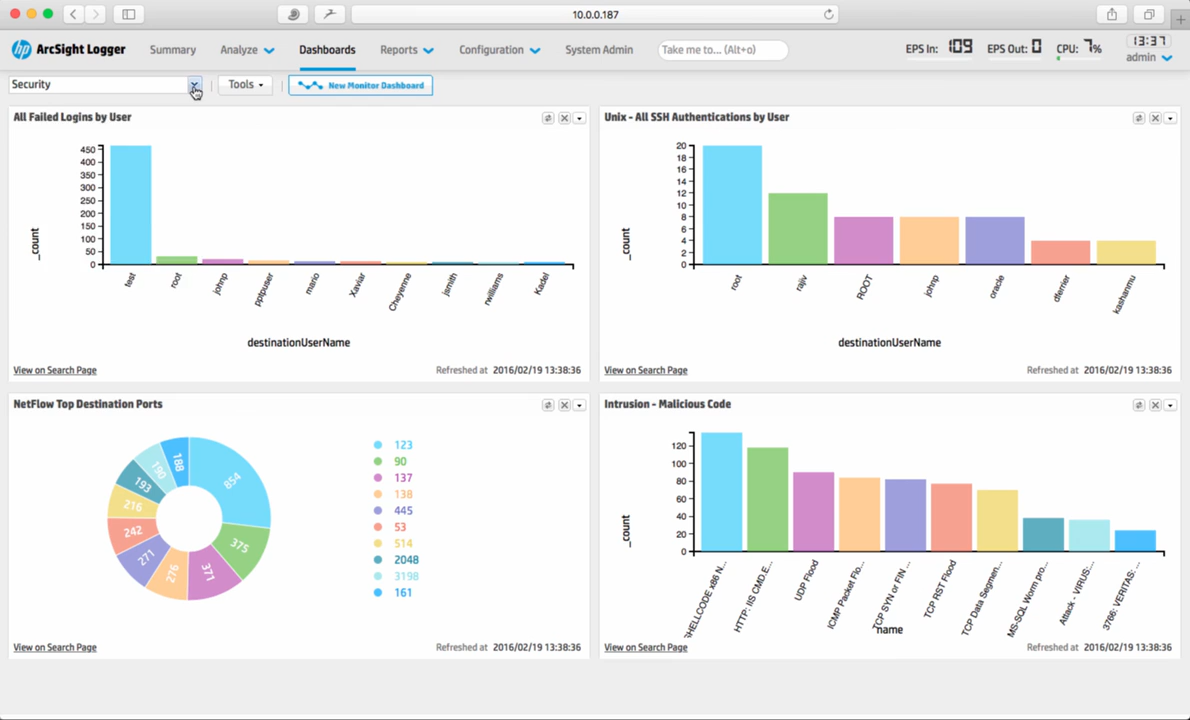 10.0.0.187
hp ArcSight Logger Summary Analyze Dashboards Reports Configuration System Admin Take me to... (Alt+o) EPS In: 109 EPS Out: 0 CPU: 7% 13:37
admin
Security Tools New Monitor Dashboard
All Failed Logins by User
450
400
350
300
250
200
150
100
50
0
_count
test root johnp pptpuser mario Xaviar Cheyenne jsmith rwilliams Kadel
destinationUserName
View on Search Page Refreshed at 2016/02/19 13:38:36
Unix - All SSH Authentications by User
20
18
16
14
12
10
8
6
4
2
0
_count
root rajiv ROOT johnp oracle dferrier kashanmu
destinationUserName
View on Search Page Refreshed at 2016/02/19 13:38:36
NetFlow Top Destination Ports
854
375
371
276
271
242
216
193
190
188
123
90
137
138
445
53
514
2048
3198
161
View on Search Page Refreshed at 2016/02/19 13:38:36
Intrusion - Malicious Code
120
100
80
60
40
20
0
_count
HELLCODE x86 N... HTTP: IIS CMD.E... UDP Flood ICMP Packet Flo... TCP SYN or FIN ... TCP RST Flood TCP Data Segmen... MS-SQL Worm pro... Attack - VIRUS:... 3766: VERITAS: ...
name
View on Search Page Refreshed at 2016/02/19 13:38:36